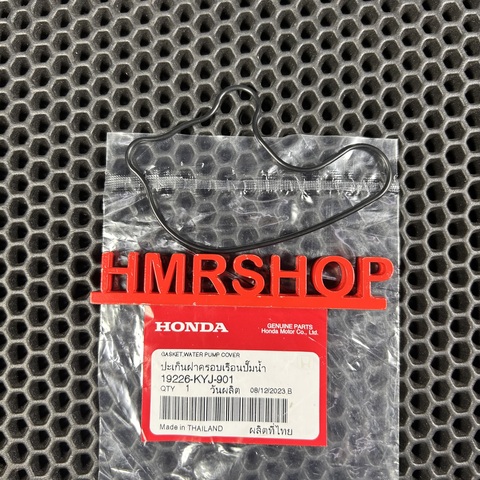 HMRSHOP
HONDA
GENUINE PARTS
Honda Motor Co., Ltd.
GASKET,WATER PUMP COVER
ปะเก็นฝาครอบเรือนปั๊มน้ำ
19226-KYJ-901
QTY 1 วันผลิต 08/12/2023 B
Made in THAILAND ผลิตที่ไทย